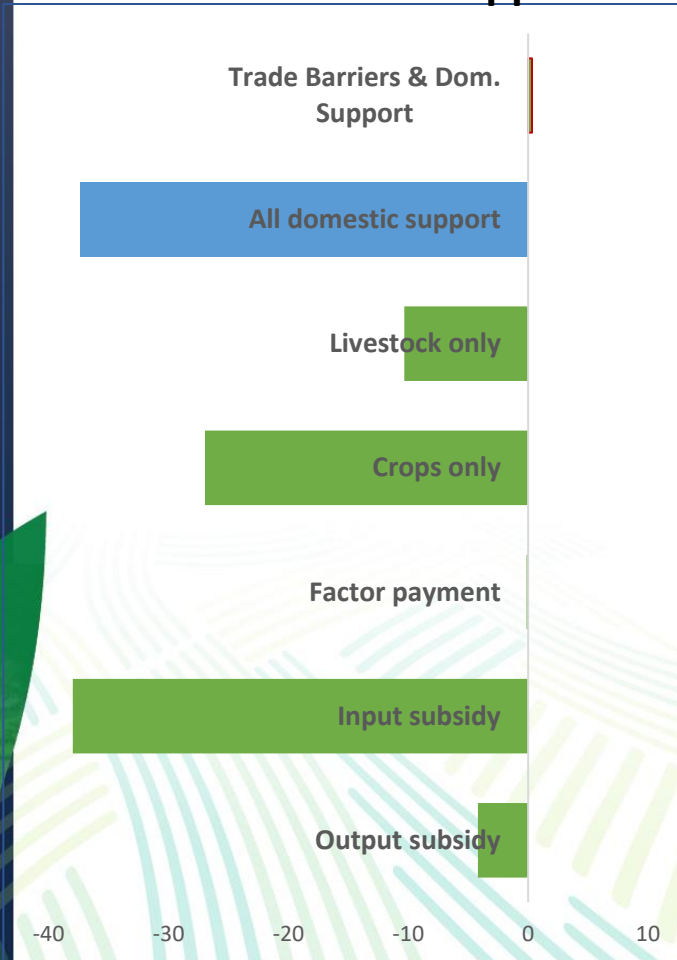 Trade Barriers & Dom.
Support
All domestic support
Livestock only
Crops only
Factor payment
Input subsidy
Output subsidy
-40 -30 -20 -10 0 10